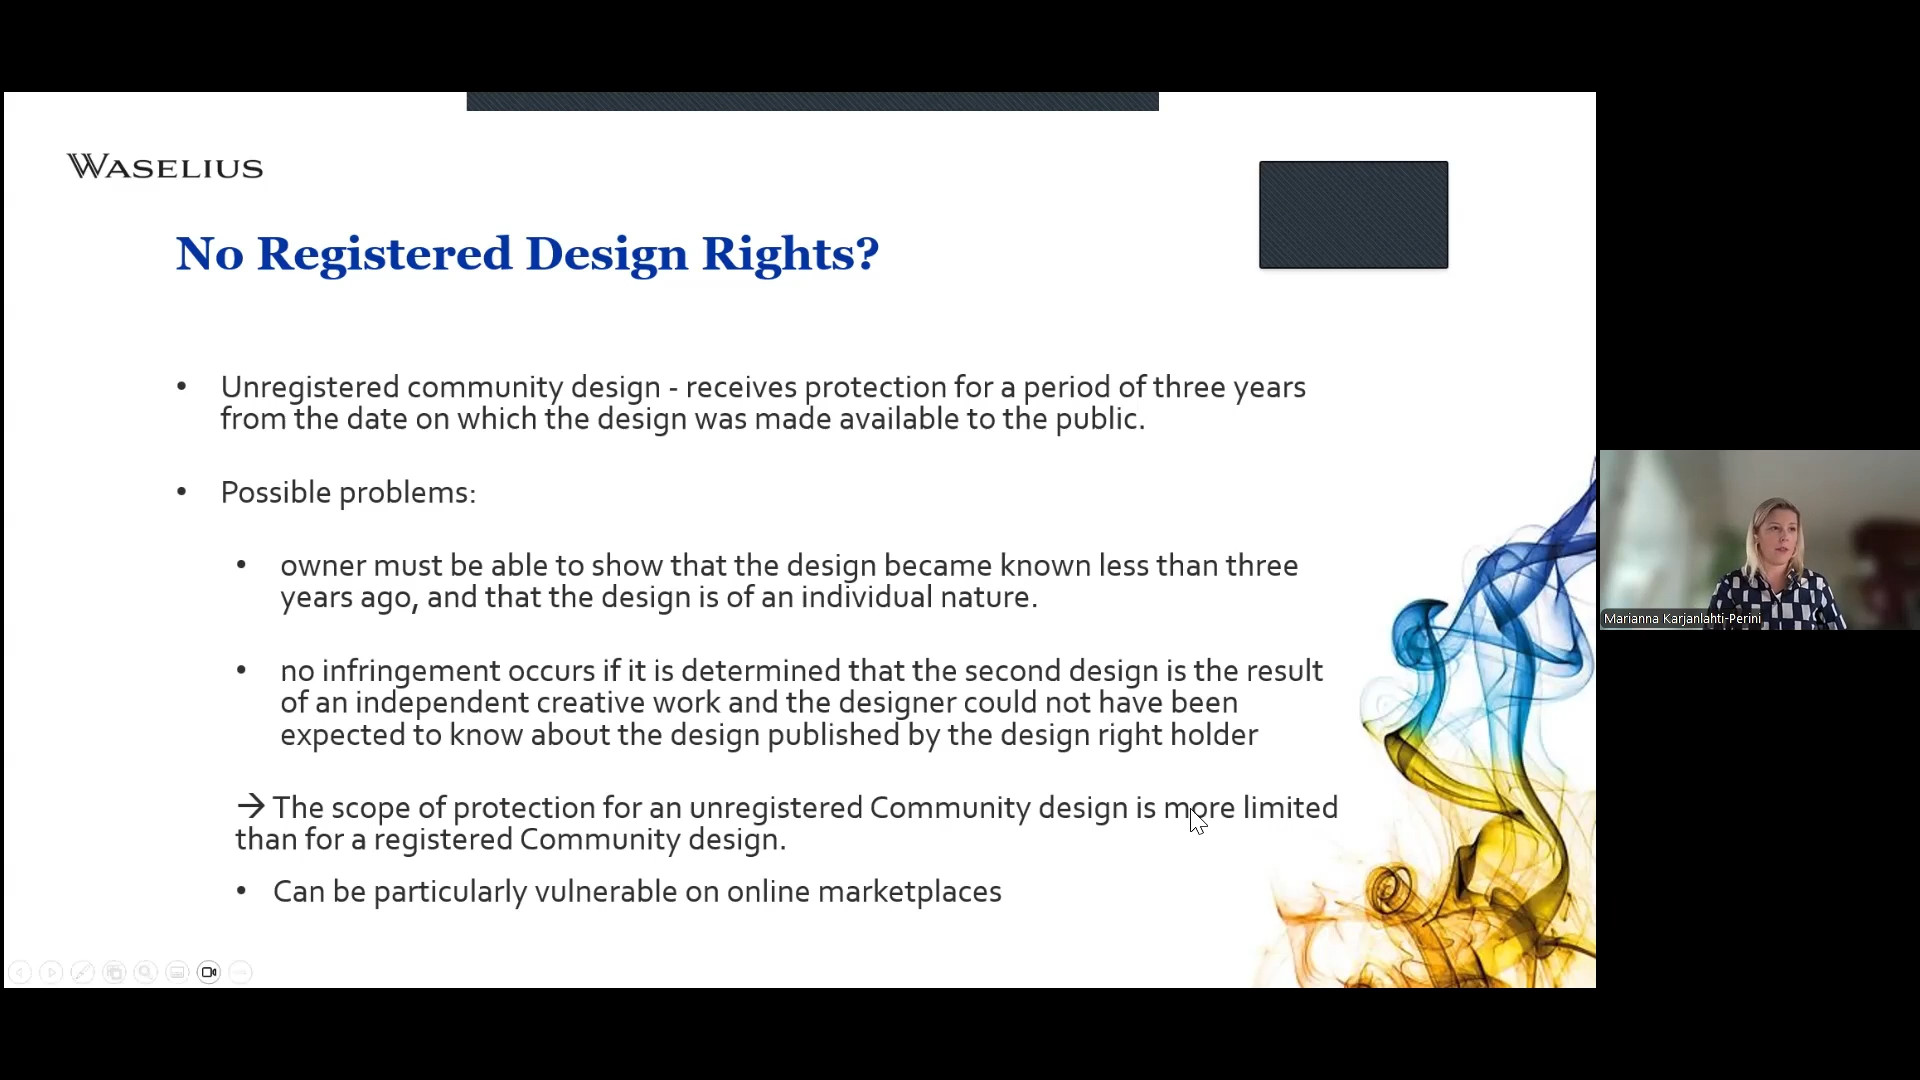 WASELIUS
No Registered Design Rights?
• Unregistered community design - receives protection for a period of three years
from the date on which the design was made available to the public.
• Possible problems:
• owner must be able to show that the design became known less than three
years ago, and that the design is of an individual nature.
• no infringement occurs if it is determined that the second design is the result
of an independent creative work and the designer could not have been
expected to know about the design published by the design right holder
→ The scope of protection for an unregistered Community design is more limited
than for a registered Community design.
• Can be particularly vulnerable on online marketplaces
Marianna Karjanlahti-Perini